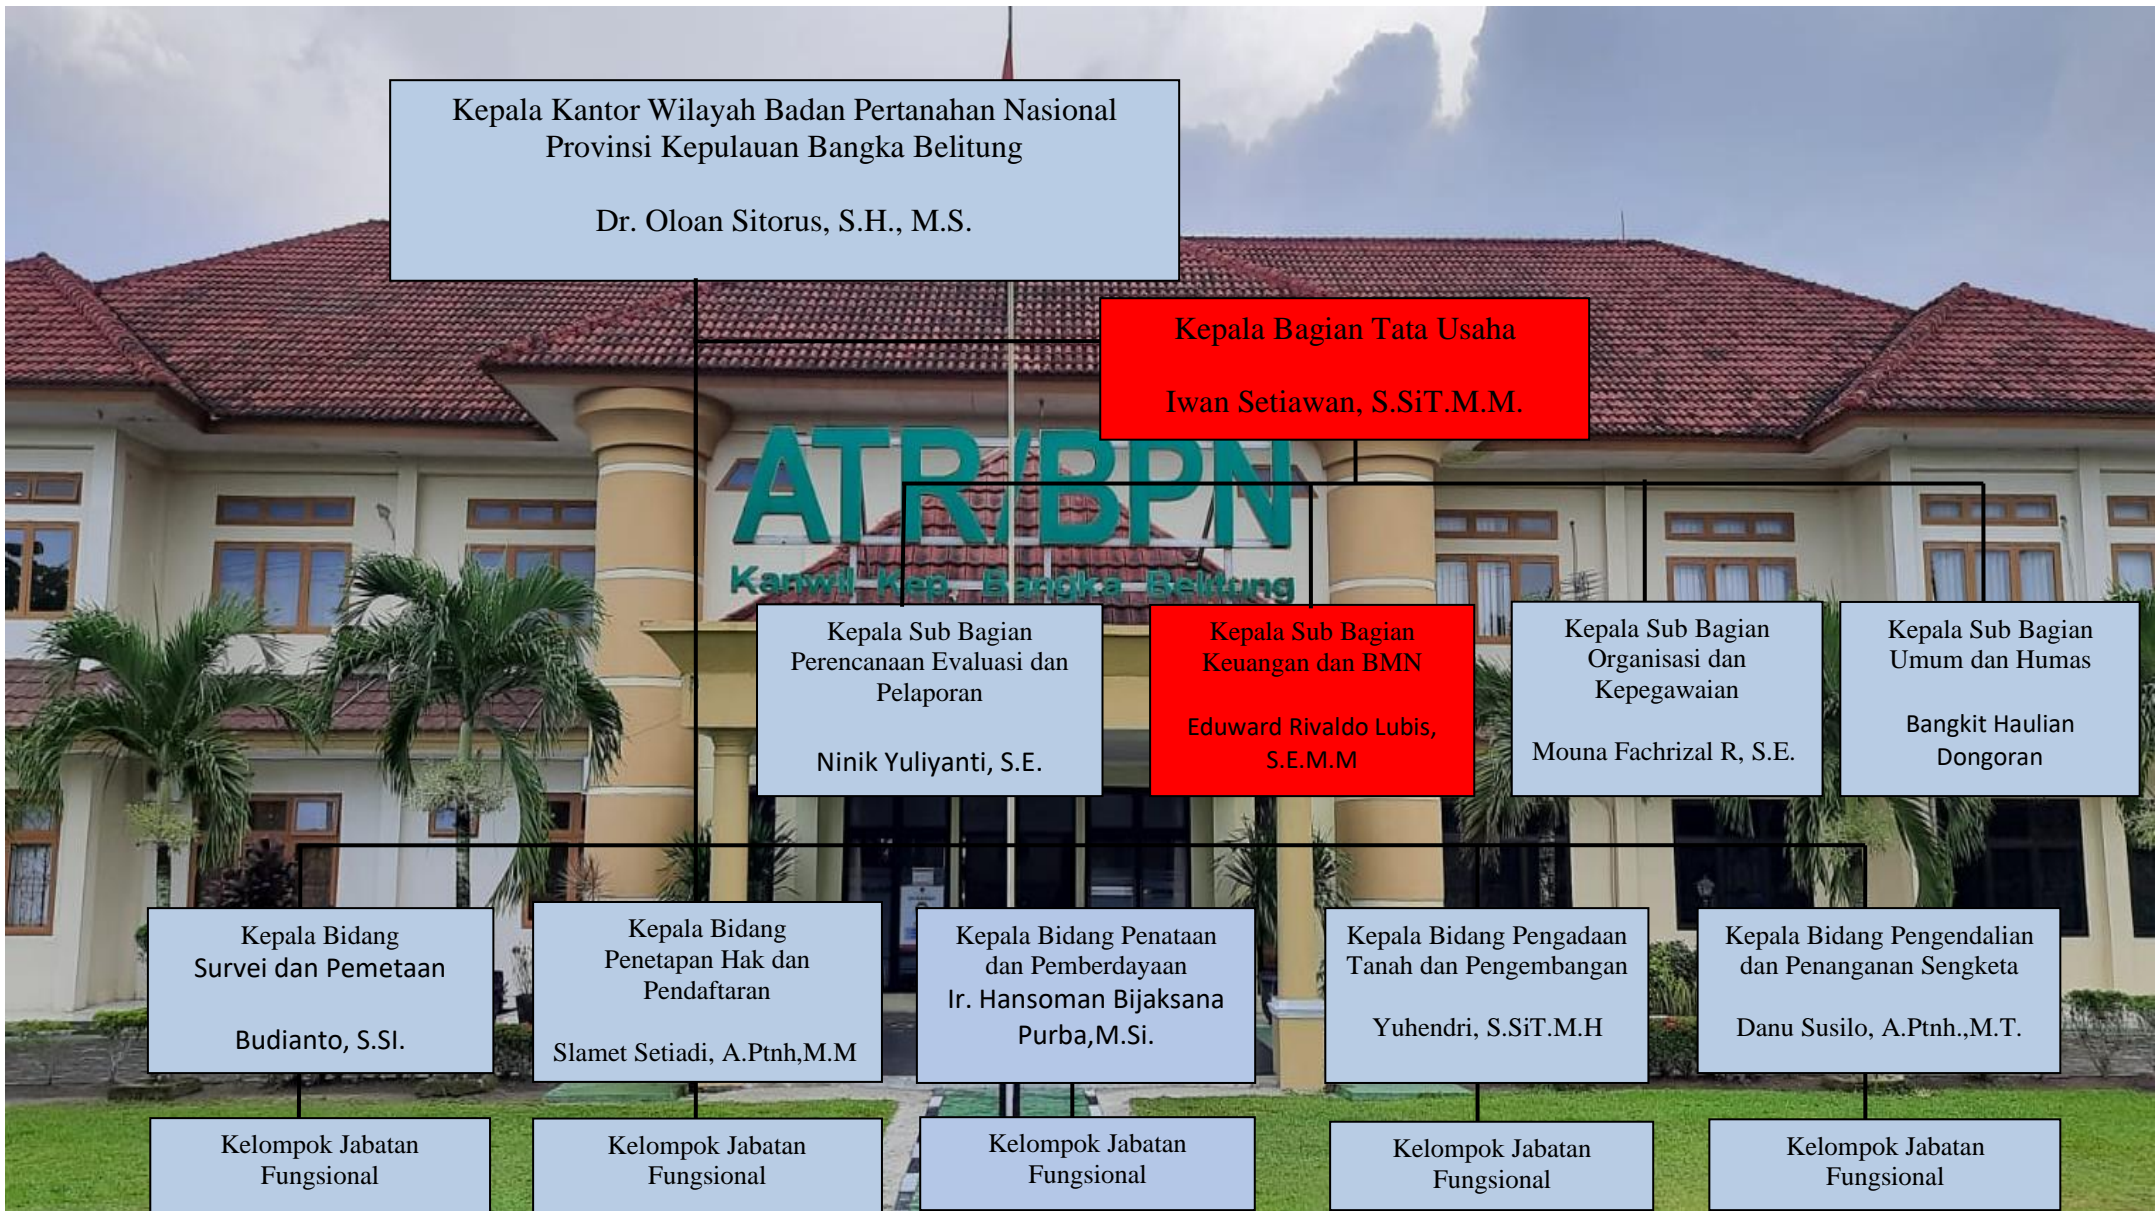 Kepala Kantor Wilayah Badan Pertanahan Nasional
Provinsi Kepulauan Bangka Belitung
Dr. Oloan Sitorus, S.H., M.S.
Kepala Bagian Tata Usaha
Iwan Setiawan, S.SiT.M.M.
ATR/BPN
Kanwil Kep. Bangka Belitung
Kepala Sub Bagian
Perencanaan Evaluasi dan
Pelaporan
Ninik Yuliyanti, S.E.
Kepala Sub Bagian
Keuangan dan BMN
Eduward Rivaldo Lubis,
S.E.M.M
Kepala Sub Bagian
Organisasi dan
Kepegawaian
Mouna Fachrizal R, S.E.
Kepala Sub Bagian
Umum dan Humas
Bangkit Haulian
Dongoran
Kepala Bidang
Survei dan Pemetaan
Budianto, S.SI.
Kepala Bidang
Penetapan Hak dan
Pendaftaran
Slamet Setiadi, A.Ptnh,M.M
Kepala Bidang Penataan
dan Pemberdayaan
Ir. Hansoman Bijaksana
Purba,M.Si.
Kepala Bidang Pengadaan
Tanah dan Pengembangan
Yuhendri, S.SiT.M.H
Kepala Bidang Pengendalian
dan Penanganan Sengketa
Danu Susilo, A.Ptnh.,M.T.
Kelompok Jabatan
Fungsional
Kelompok Jabatan
Fungsional
Kelompok Jabatan
Fungsional
Kelompok Jabatan
Fungsional
Kelompok Jabatan
Fungsional